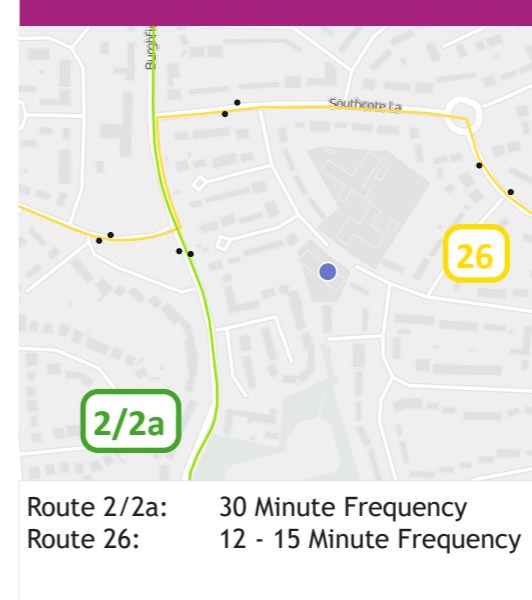 Southcote La
26
2/2a
Route 2/2a: 30 Minute Frequency
Route 26: 12 - 15 Minute Frequency